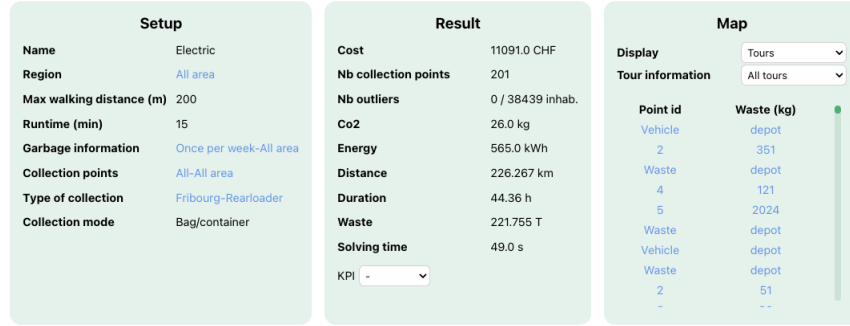 Setup
Name Electric
Region All area
Max walking distance (m) 200
Runtime (min) 15
Garbage information Once per week-All area
Collection points All-All area
Type of collection Fribourg-Rearloader
Collection mode Bag/container
Result
Cost 11091.0 CHF
Nb collection points 201
Nb outliers 0 / 38439 inhab.
Co2 26.0 kg
Energy 565.0 kWh
Distance 226.267 km
Duration 44.36 h
Waste 221.755 T
Solving time 49.0 s
KPI -
Map
Display Tours
Tour information All tours
Point id Waste (kg)
Vehicle depot
2 351
Waste depot
4 121
5 2024
Waste depot
Vehicle depot
Waste depot
2 51